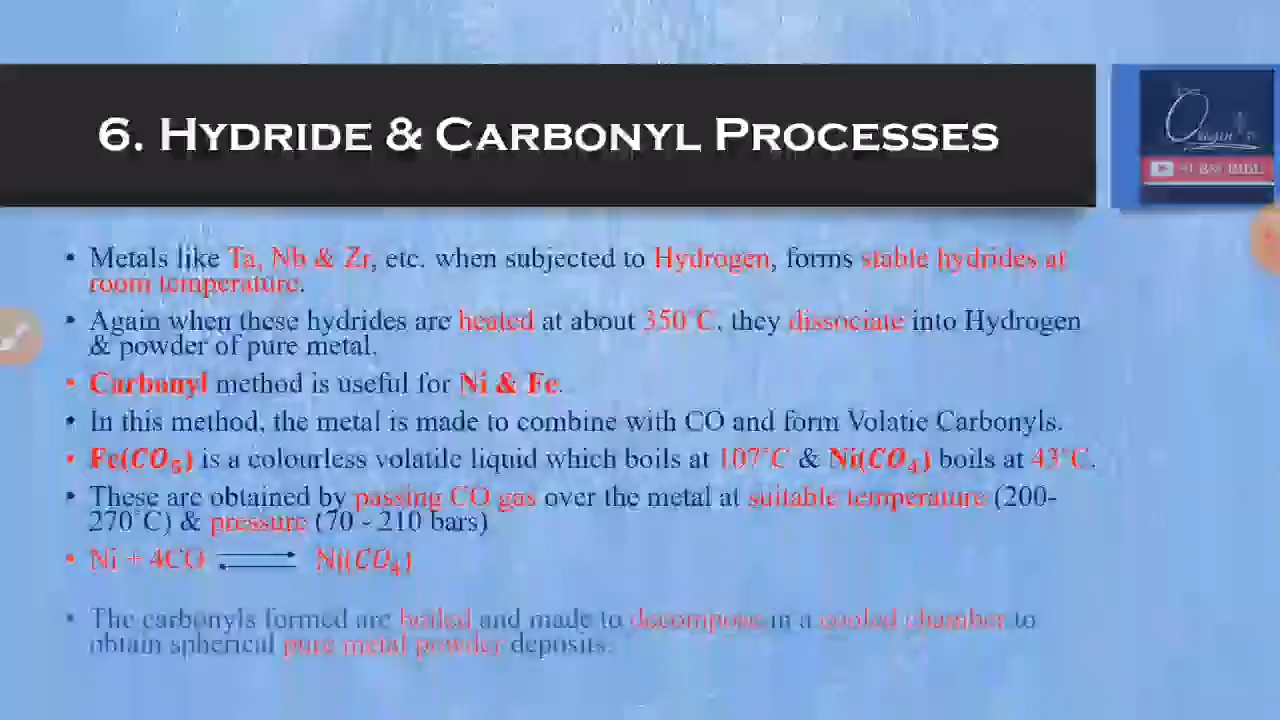 6. HYDRIDE & CARBONYL PROCESSES
• Metals like Ta, Nb & Zr, etc. when subjected to Hydrogen, forms stable hydrides at
room temperature.
• Again when these hydrides are heated at about 350°C, they dissociate into Hydrogen
& powder of pure metal.
• Carbonyl method is useful for Ni & Fe.
• In this method, the metal is made to combine with CO and form Volatie Carbonyls.
• Fe(CO₅) is a colourless volatile liquid which boils at 107°C & Ni(CO₄) boils at 43°C.
• These are obtained by passing CO gas over the metal at suitable temperature (200-
270°C) & pressure (70 - 210 bars)
• Ni + 4CO ⇌ Ni(CO₄)
• The carbonyls formed are boiled and made to decompose in a cooled chamber to
obtain spherical pure metal powder deposits.
Origin
SUBSCRIBE